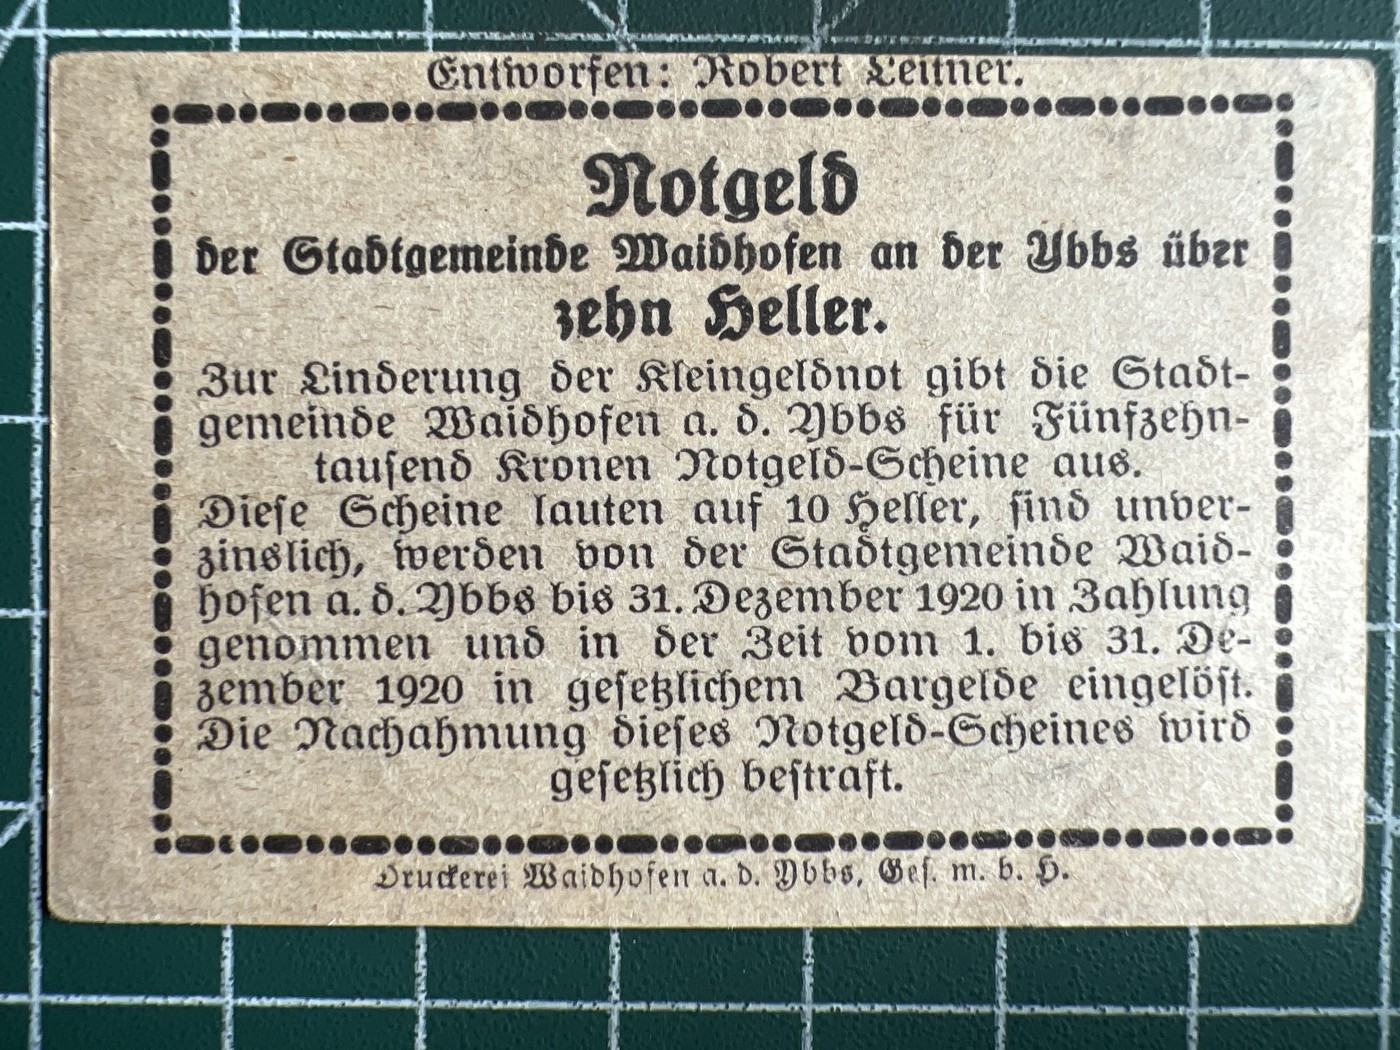 Entworfen: Robert Leitner.
Notgeld
der Stadtgemeinde Waidhofen an der Ybbs über
zehn Heller.
Zur Linderung der Kleingeldnot gibt die Stadt-
gemeinde Waidhofen a. d. Ybbs für Fünfzehn-
tauſend Kronen Notgeld-Scheine aus.
Dieſe Scheine lauten auf 10 Heller, ſind unver-
zinslich, werden von der Stadtgemeinde Waid-
hofen a. d. Ybbs bis 31. Dezember 1920 in Zahlung
genommen und in der Zeit vom 1. bis 31. De-
zember 1920 in geſetzlichem Bargelde eingelöſt.
Die Nachahmung dieſes Notgeld-Scheines wird
geſetzlich beſtraft.
Druckerei Waidhofen a. d. Ybbs, Geſ. m. b. H.